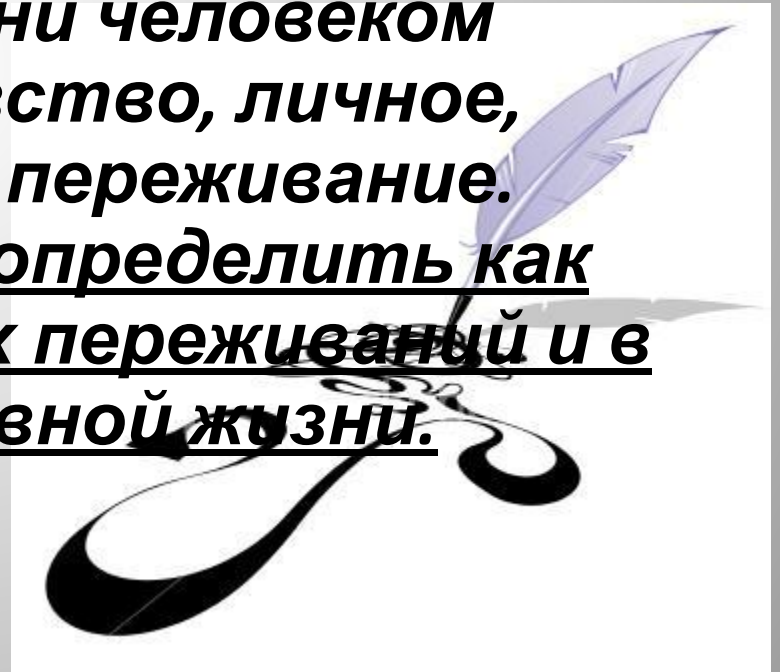 ни человеком
вство, личное,
переживание.
определить как
х переживаний и в
вной жизни.